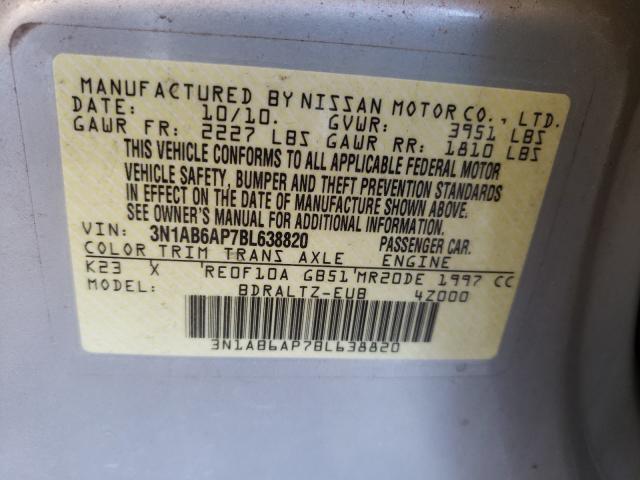 MANUFACTURED BY NISSAN MOTOR CO., LTD.
DATE: 10/10. GVWR: 3951 LBS
GAWR FR: 2227 LBS GAWR RR: 1810 LBS
THIS VEHICLE CONFORMS TO ALL APPLICABLE FEDERAL MOTOR
VEHICLE SAFETY, BUMPER AND THEFT PREVENTION STANDARDS
IN EFFECT ON THE DATE OF MANUFACTURE SHOWN ABOVE.
SEE OWNER'S MANUAL FOR ADDITIONAL INFORMATION.
VIN: 3N1AB6AP7BL638820 PASSENGER CAR.
COLOR TRIM TRANS AXLE ENGINE
K23 X RE0F10A GB51 MR20DE 1997 CC
MODEL: BDRALTZ-EUB 4Z000
3N1AB6AP7BL638820